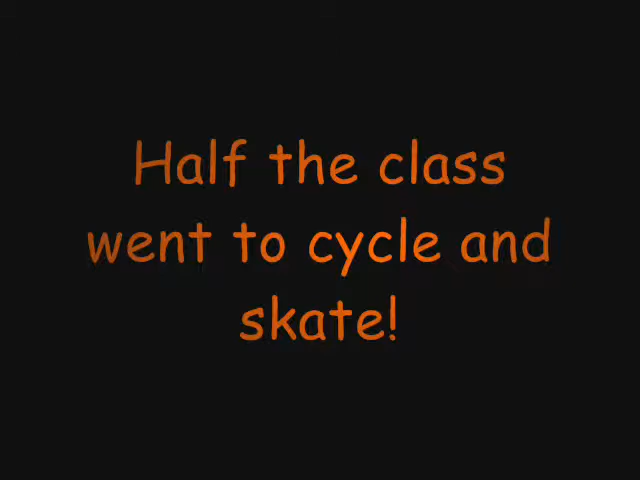 Half the class
went to cycle and
skate!